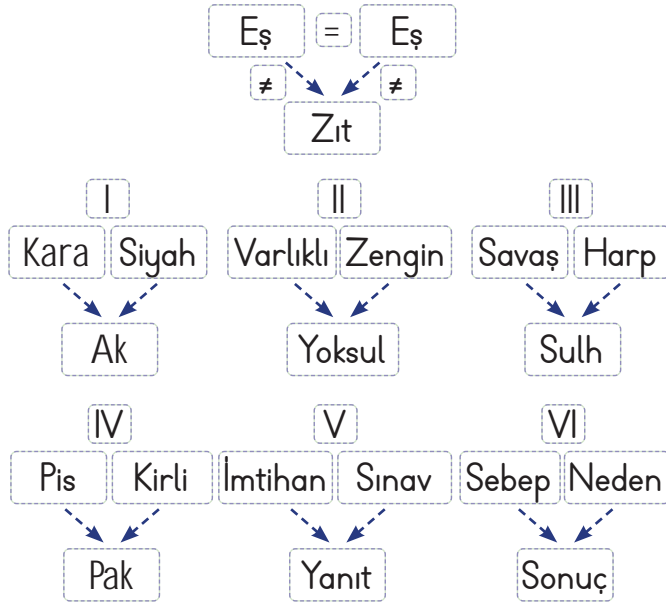 Eş = Eş
≠ ≠
Zıt
I II III
Kara Siyah Varlıklı Zengin Savaş Harp
Ak Yoksul Sulh
IV V VI
Pis Kirli İmtihan Sınav Sebep Neden
Pak Yanıt Sonuç